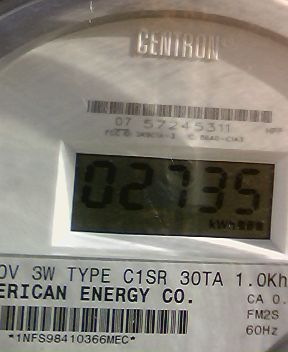 CENTRON
07 57245311
02735
kWh
0V 3W TYPE C1SR 30TA 1.0Kh
ERICAN ENERGY CO. CA 0.
FM2S
*1NFS98410366MEC* 60Hz